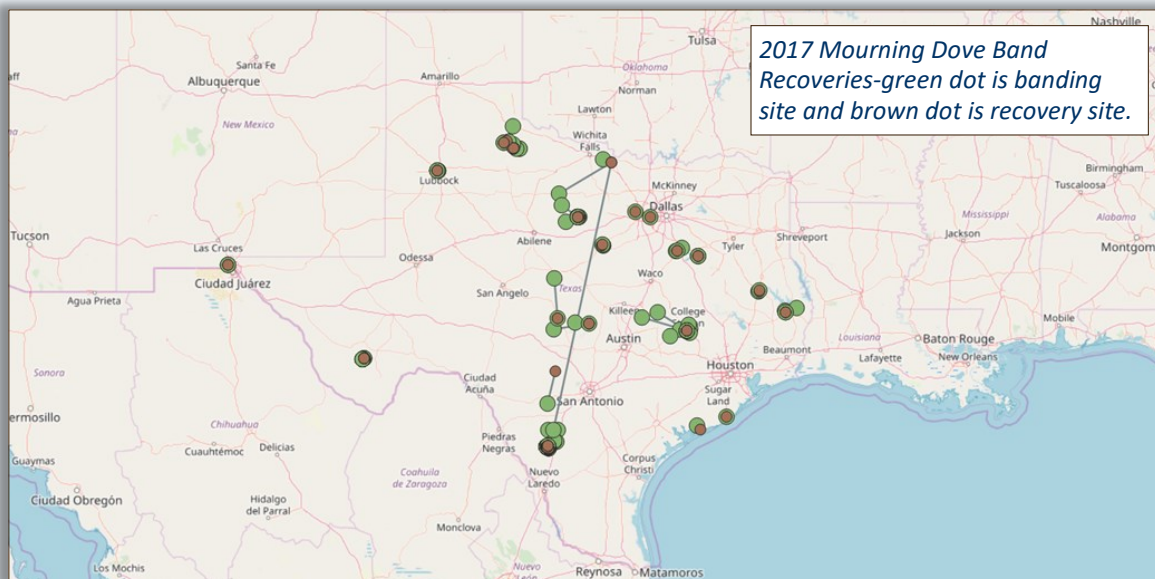 2017 Mourning Dove Band
Recoveries-green dot is banding
site and brown dot is recovery site.
Nashville
Tulsa
Santa Fe
Albuquerque
Amarillo
Oklahoma
Norman
New Mexico
Lawton
Wichita
Falls
Lubbock
McKinney
Dallas
Birmingham
Tuscaloosa
Mississippi
Alabama
Tucson
Las Cruces
Abilene
Tyler
Shreveport
Jackson
Montgom
Odessa
Waco
Ciudad Juárez
San Angelo
Texas
Agua Prieta
Killeen
College
Mobile
Austin
Louisiana
Baton Rouge
Beaumont
Lafayette
New Orleans
Houston
Sonora
Ciudad
Acuña
Sugar
Land
San Antonio
ermosillo
Chihuahua
Piedras
Negras
Cuauhtémoc
Delicias
Corpus
Christi
Guaymas
Coahuila
de Zaragoza
Nuevo
Laredo
Ciudad Obregón
Hidalgo
del Parral
Monclova
Los Mochis
Nuevo
León
Reynosa
Matamoros